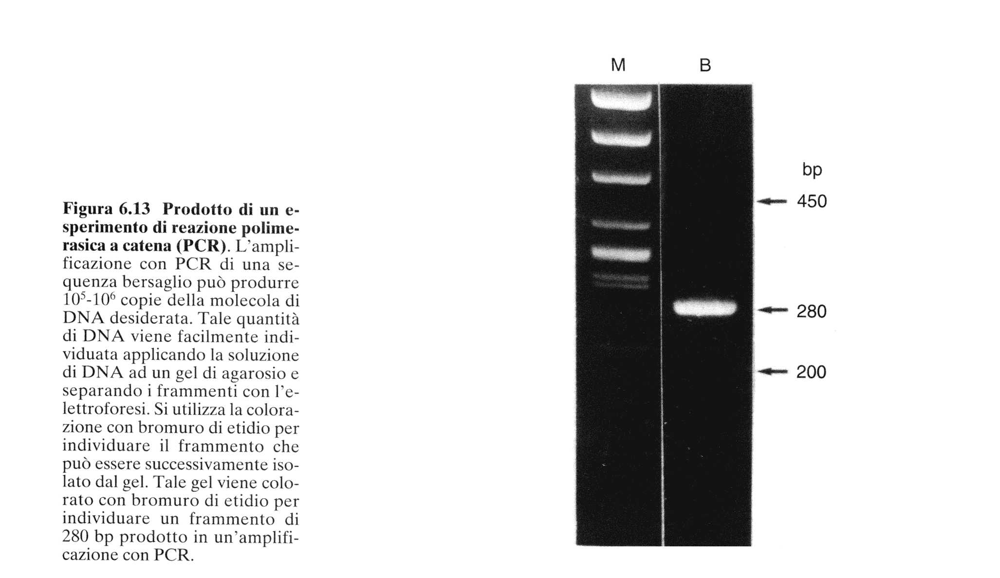 Figura 6.13 Prodotto di un e-
sperimento di reazione polime-
rasica a catena (PCR). L'ampli-
ficazione con PCR di una se-
quenza bersaglio può produrre
10⁵-10⁶ copie della molecola di
DNA desiderata. Tale quantità
di DNA viene facilmente indi-
viduata applicando la soluzione
di DNA ad un gel di agarosio e
separando i frammenti con l'e-
lettroforesi. Si utilizza la colora-
zione con bromuro di etidio per
individuare il frammento che
può essere successivamente iso-
lato dal gel. Tale gel viene colo-
rato con bromuro di etidio per
individuare un frammento di
280 bp prodotto in un'amplifi-
cazione con PCR.
M B
bp
450
280
200